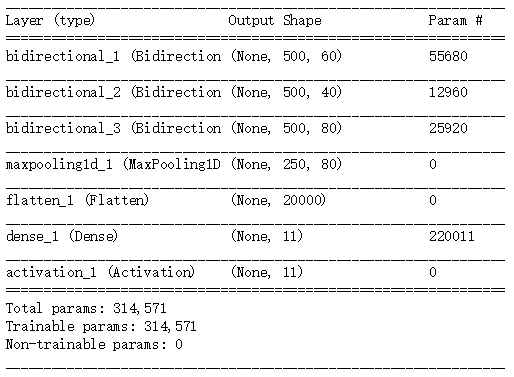 Layer (type) Output Shape Param #
bidirectional_1 (Bidirection (None, 500, 60) 55680
bidirectional_2 (Bidirection (None, 500, 40) 12960
bidirectional_3 (Bidirection (None, 500, 80) 25920
maxpooling1d_1 (MaxPooling1D (None, 250, 80) 0
flatten_1 (Flatten) (None, 20000) 0
dense_1 (Dense) (None, 11) 220011
activation_1 (Activation) (None, 11) 0
Total params: 314,571
Trainable params: 314,571
Non-trainable params: 0